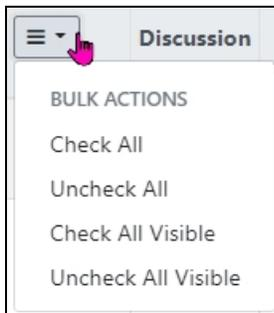 Discussion
BULK ACTIONS
Check All
Uncheck All
Check All Visible
Uncheck All Visible